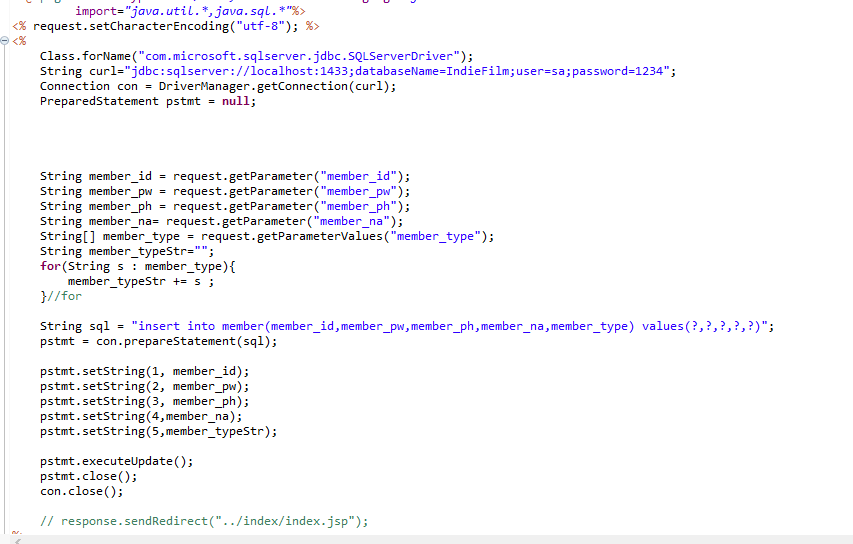 import="java.util.*,java.sql.*"%>
<% request.setCharacterEncoding("utf-8"); %>
<%
Class.forName("com.microsoft.sqlserver.jdbc.SQLServerDriver");
String curl="jdbc:sqlserver://localhost:1433;databaseName=IndieFilm;user=sa;password=1234";
Connection con = DriverManager.getConnection(curl);
PreparedStatement pstmt = null;
String member_id = request.getParameter("member_id");
String member_pw = request.getParameter("member_pw");
String member_ph = request.getParameter("member_ph");
String member_na= request.getParameter("member_na");
String[] member_type = request.getParameterValues("member_type");
String member_typeStr="";
for(String s : member_type){
member_typeStr += s ;
}//for
String sql = "insert into member(member_id,member_pw,member_ph,member_na,member_type) values(?,?,?,?,?)";
pstmt = con.prepareStatement(sql);
pstmt.setString(1, member_id);
pstmt.setString(2, member_pw);
pstmt.setString(3, member_ph);
pstmt.setString(4,member_na);
pstmt.setString(5,member_typeStr);
pstmt.executeUpdate();
pstmt.close();
con.close();
// response.sendRedirect("../index/index.jsp");